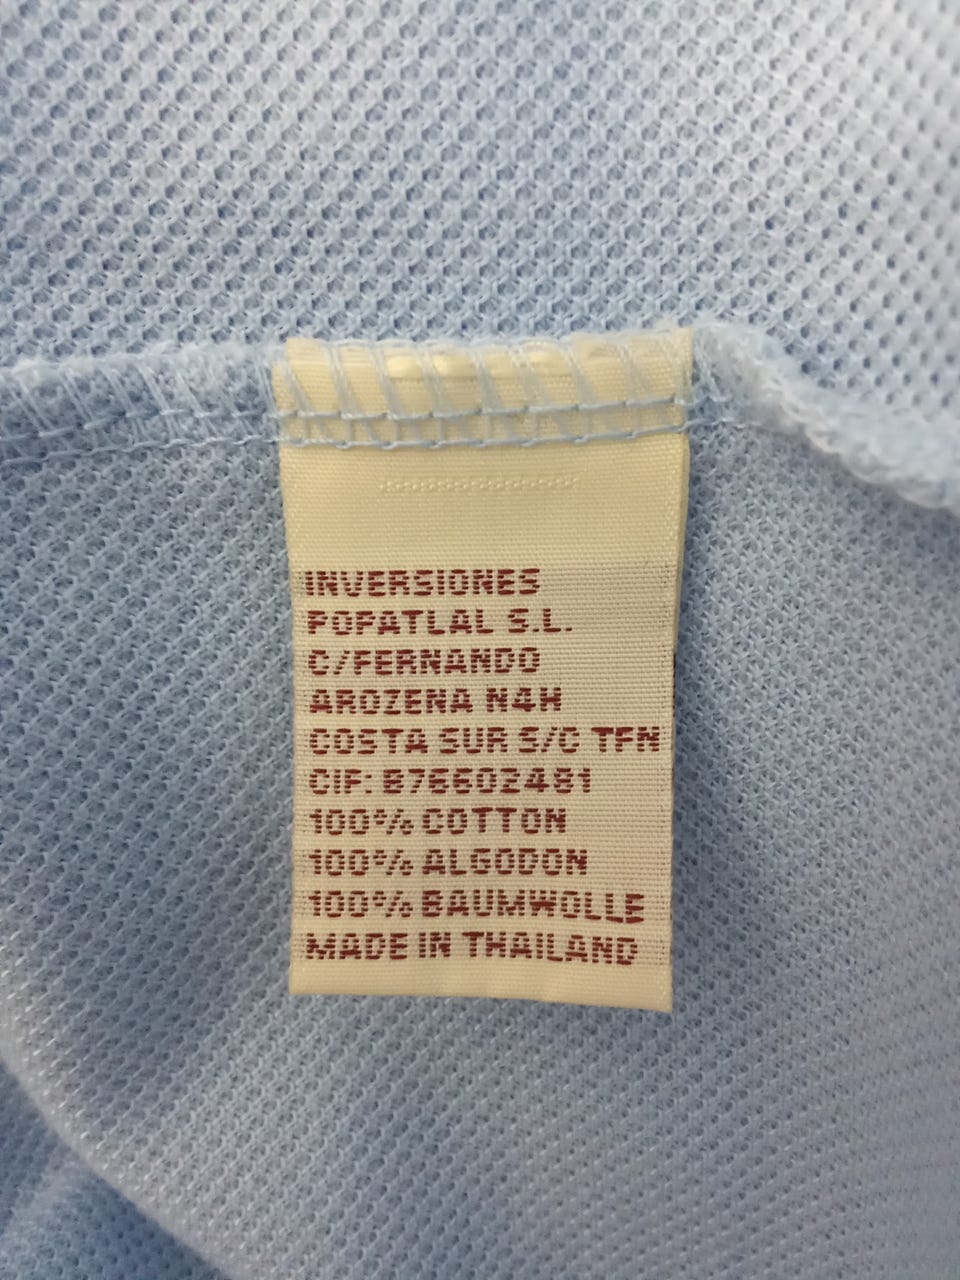 INVERSIONES
POPATLAL S.L.
C/FERNANDO
AROZENA N4H
COSTA SUR S/C TFN
CIF: B76602481
100% COTTON
100% ALGODON
100% BAUMWOLLE
MADE IN THAILAND